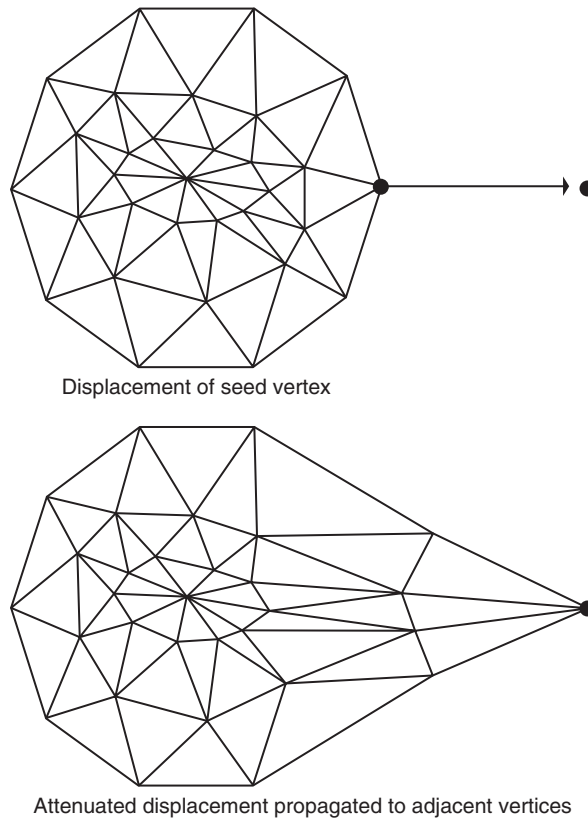 Displacement of seed vertex
Attenuated displacement propagated to adjacent vertices